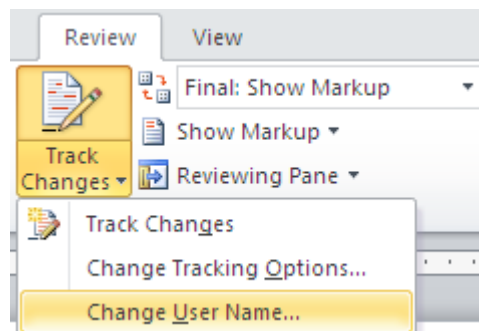 Review View
Final: Show Markup
Show Markup
Track
Changes
Reviewing Pane
Track Changes
Change Tracking Options...
Change User Name...